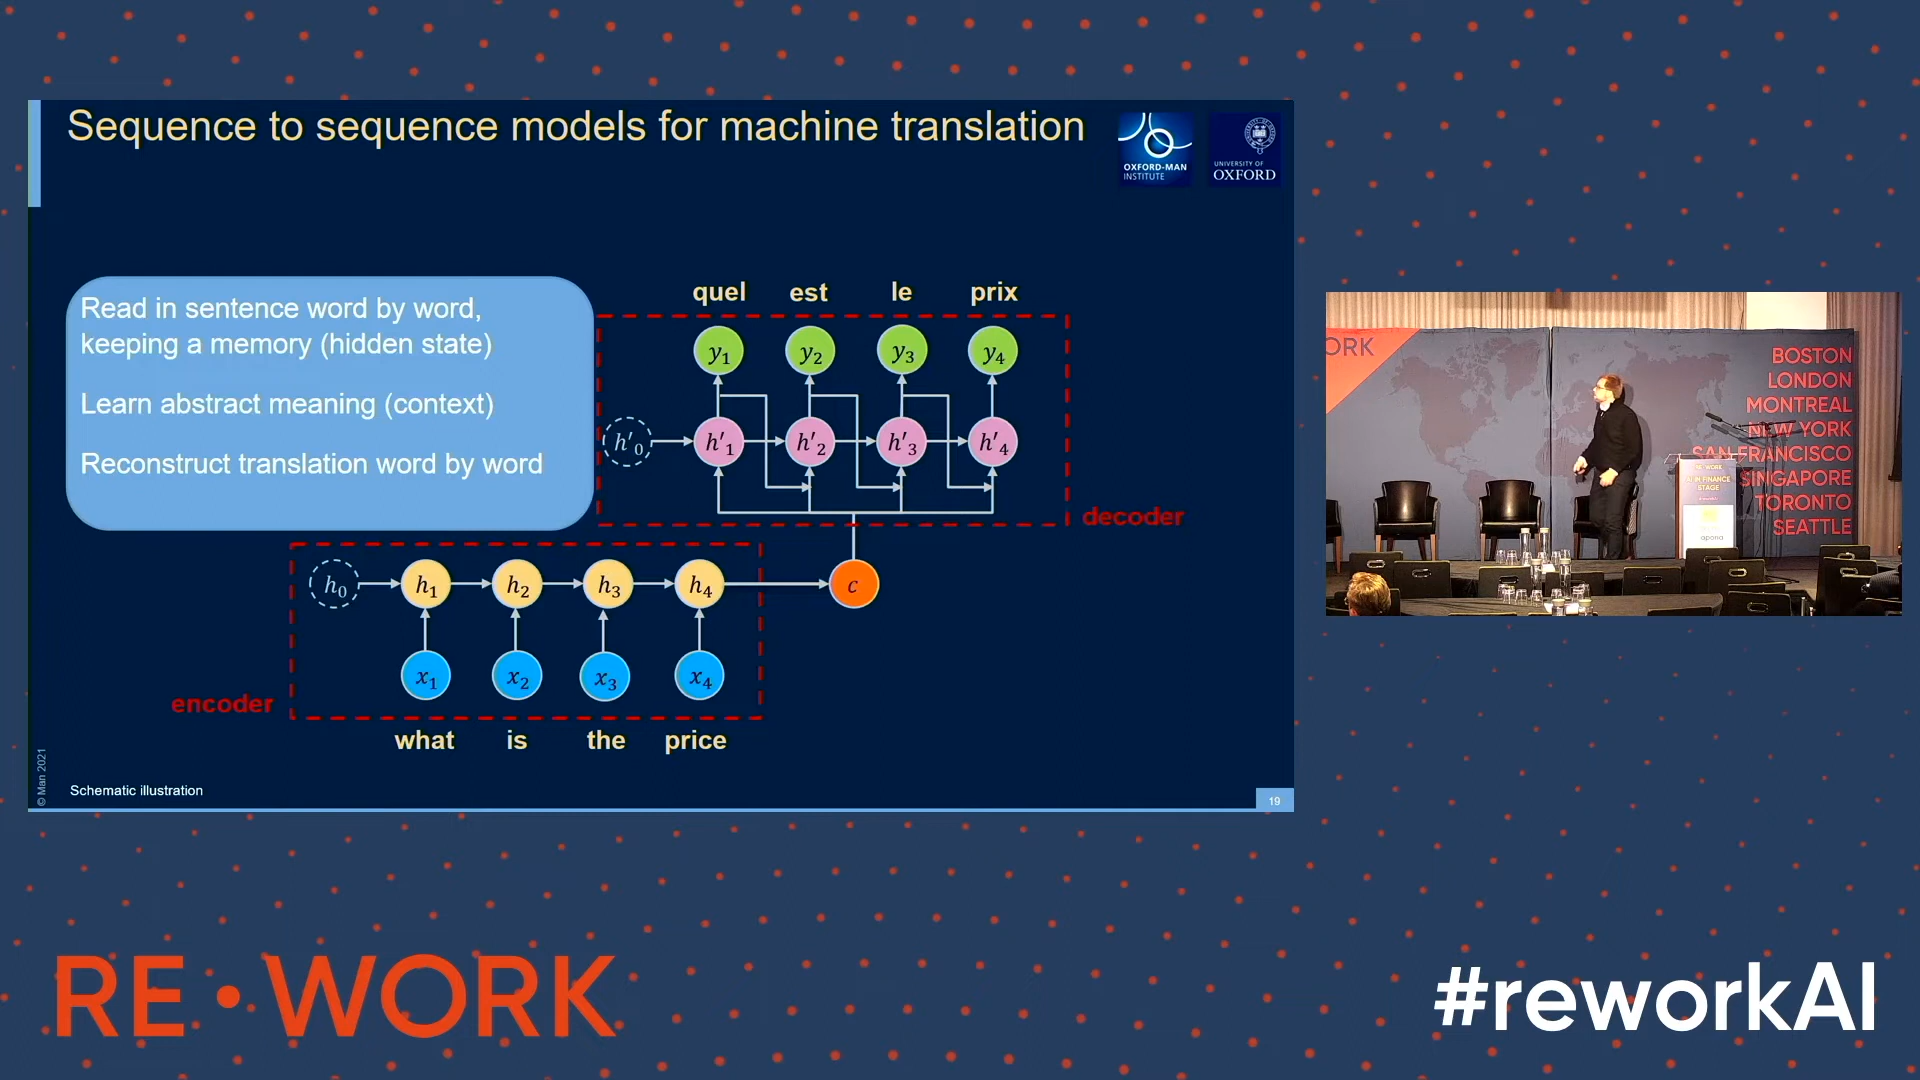 Sequence to sequence models for machine translation
OXFORD-MAN
INSTITUTE
UNIVERSITY OF
OXFORD
Read in sentence word by word,
keeping a memory (hidden state)
Learn abstract meaning (context)
Reconstruct translation word by word
quel est le prix
y1 y2 y3 y4
h'0 h'1 h'2 h'3 h'4
decoder
h0 h1 h2 h3 h4 c
x1 x2 x3 x4
encoder
what is the price
© Man 2021
Schematic illustration
19
ORK
BOSTON
LONDON
MONTREAL
NEW YORK
SAN FRANCISCO
SINGAPORE
TORONTO
SEATTLE
AI IN FINANCE
STAGE
RE•WORK
#reworkAI